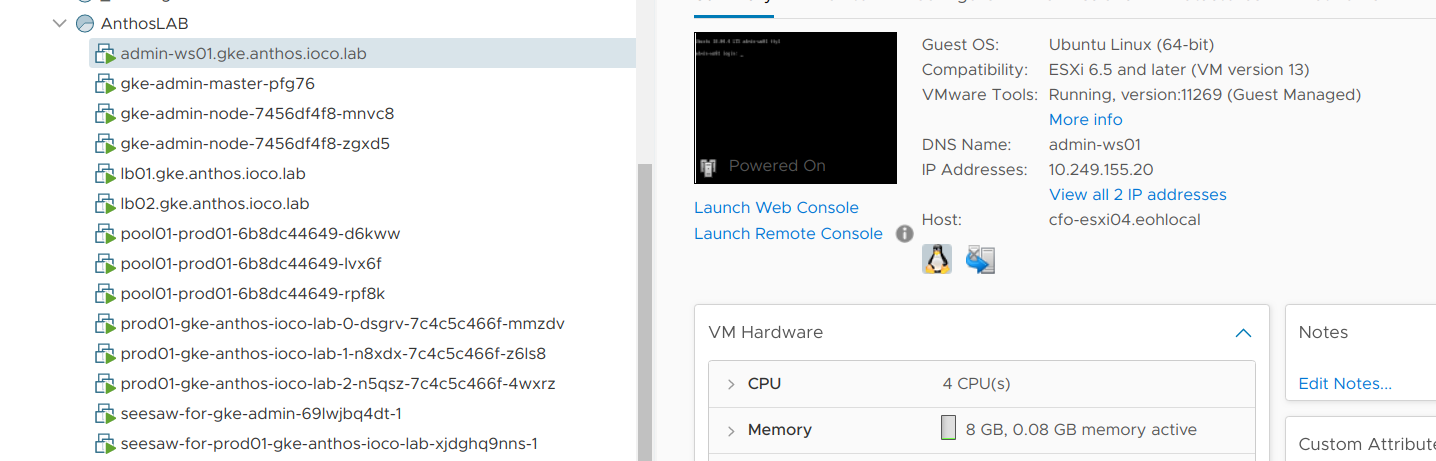 AnthosLAB
admin-ws01.gke.anthos.ioco.lab
gke-admin-master-pfg76
gke-admin-node-7456df4f8-mnvc8
gke-admin-node-7456df4f8-zgxd5
lb01.gke.anthos.ioco.lab
lb02.gke.anthos.ioco.lab
pool01-prod01-6b8dc44649-d6kww
pool01-prod01-6b8dc44649-lvx6f
pool01-prod01-6b8dc44649-rpf8k
prod01-gke-anthos-ioco-lab-0-dsgrv-7c4c5c466f-mmzdv
prod01-gke-anthos-ioco-lab-1-n8xdx-7c4c5c466f-z6ls8
prod01-gke-anthos-ioco-lab-2-n5qsz-7c4c5c466f-4wxrz
seesaw-for-gke-admin-69lwjbq4dt-1
seesaw-for-prod01-gke-anthos-ioco-lab-xjdghq9nns-1
admin-ws01 login: _
Powered On
Launch Web Console
Launch Remote Console
Guest OS: Ubuntu Linux (64-bit)
Compatibility: ESXi 6.5 and later (VM version 13)
VMware Tools: Running, version:11269 (Guest Managed)
More info
DNS Name: admin-ws01
IP Addresses: 10.249.155.20
View all 2 IP addresses
Host: cfo-esxi04.eohlocal
VM Hardware
CPU 4 CPU(s)
Memory 8 GB, 0.08 GB memory active
Notes
Edit Notes...
Custom Attribute